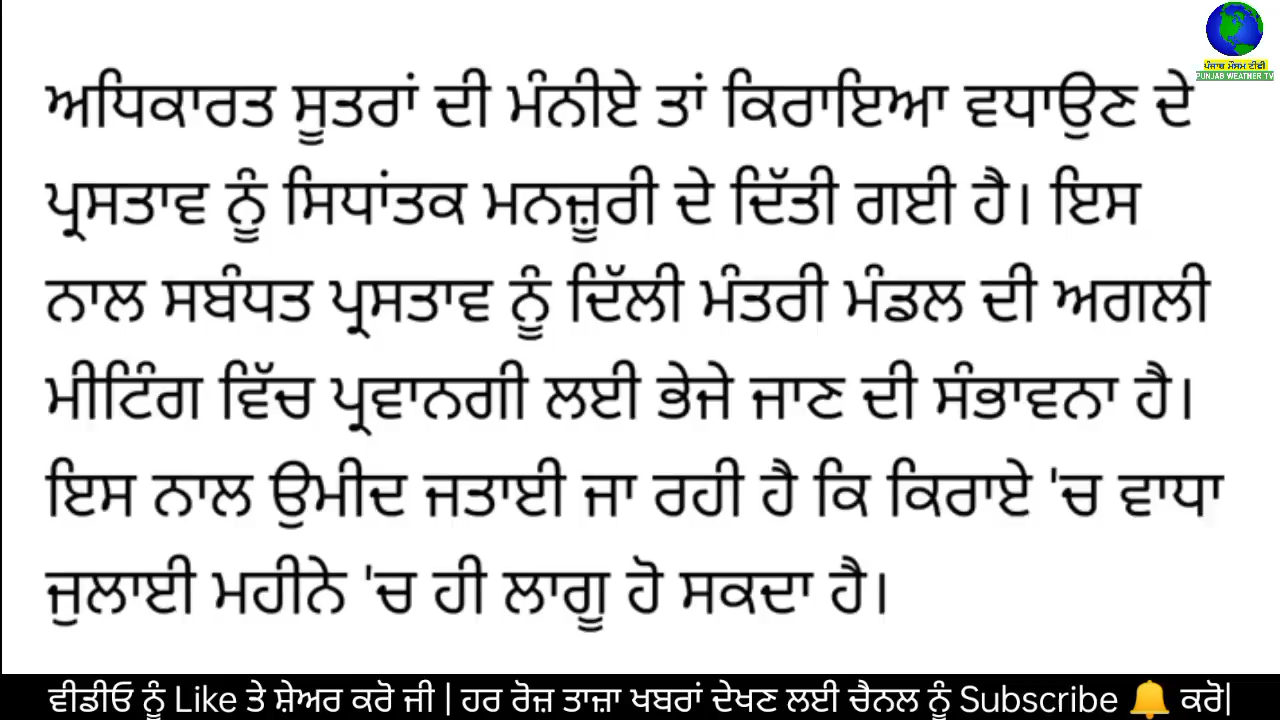 ਪੰਜਾਬ ਮੌਸਮ ਟੀਵੀ
PUNJAB WEATHER TV
ਅਧਿਕਾਰਤ ਸੂਤਰਾਂ ਦੀ ਮੰਨੀਏ ਤਾਂ ਕਿਰਾਇਆ ਵਧਾਉਣ ਦੇ
ਪ੍ਰਸਤਾਵ ਨੂੰ ਸਿਧਾਂਤਕ ਮਨਜ਼ੂਰੀ ਦੇ ਦਿੱਤੀ ਗਈ ਹੈ। ਇਸ
ਨਾਲ ਸਬੰਧਤ ਪ੍ਰਸਤਾਵ ਨੂੰ ਦਿੱਲੀ ਮੰਤਰੀ ਮੰਡਲ ਦੀ ਅਗਲੀ
ਮੀਟਿੰਗ ਵਿੱਚ ਪ੍ਰਵਾਨਗੀ ਲਈ ਭੇਜੇ ਜਾਣ ਦੀ ਸੰਭਾਵਨਾ ਹੈ।
ਇਸ ਨਾਲ ਉਮੀਦ ਜਤਾਈ ਜਾ ਰਹੀ ਹੈ ਕਿ ਕਿਰਾਏ 'ਚ ਵਾਧਾ
ਜੁਲਾਈ ਮਹੀਨੇ 'ਚ ਹੀ ਲਾਗੂ ਹੋ ਸਕਦਾ ਹੈ।
ਵੀਡੀਓ ਨੂੰ Like ਤੇ ਸ਼ੇਅਰ ਕਰੋ ਜੀ | ਹਰ ਰੋਜ਼ ਤਾਜ਼ਾ ਖਬਰਾਂ ਦੇਖਣ ਲਈ ਚੈਨਲ ਨੂੰ Subscribe 🔔 ਕਰੋ|